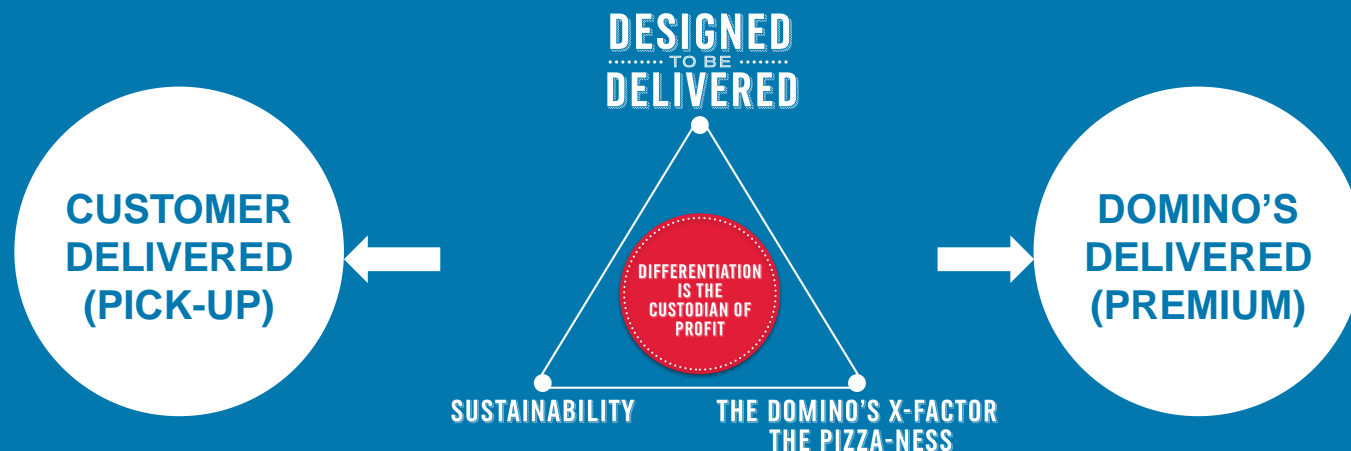 DESIGNED
TO BE
DELIVERED
CUSTOMER
DELIVERED
(PICK-UP)
DIFFERENTIATION
IS THE
CUSTODIAN OF
PROFIT
DOMINO'S
DELIVERED
(PREMIUM)
SUSTAINABILITY
THE DOMINO'S X-FACTOR
THE PIZZA-NESS